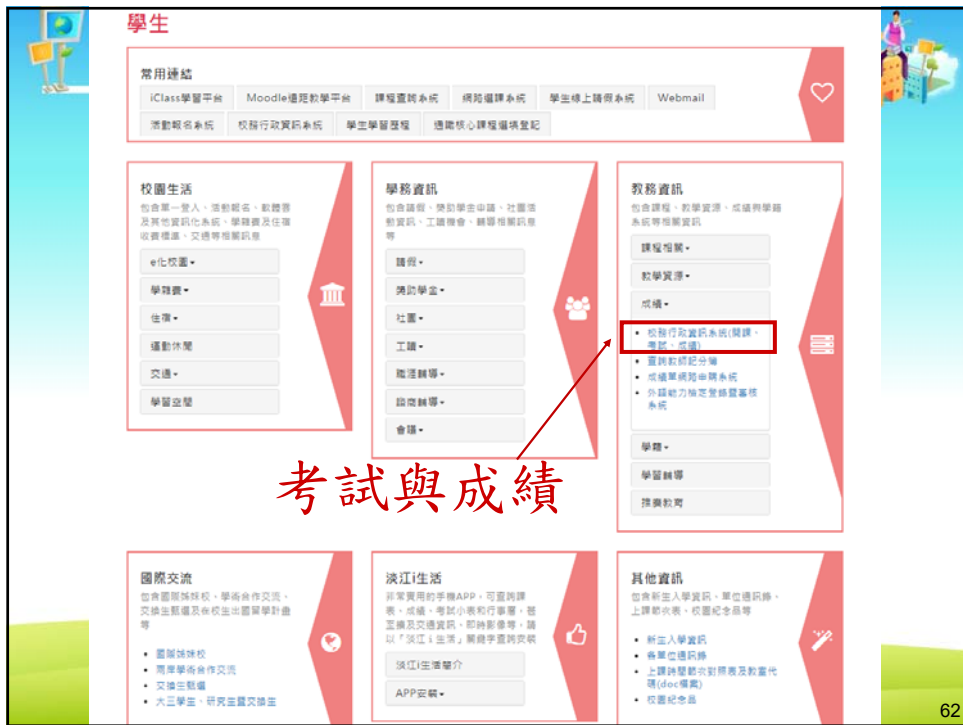 學生
常用連結
iClass學習平台 Moodle遠距教學平台 課程查詢系統 網路選課系統 學生線上請假系統 Webmail
活動報名系統 校務行政資訊系統 學生學習歷程 通識核心課程選填登記
校園生活
包含單一登入、活動報名、軟體雲
及其他資訊化系統、學雜費及住宿
收費標準、交通等相關訊息
e化校園
學雜費
住宿
運動休閒
交通
學習空間
學務資訊
包含請假、獎助學金申請、社團活
動資訊、工讀機會、輔導相關訊息
等
請假
獎助學金
社團
工讀
職涯輔導
諮商輔導
會議
教務資訊
包含課程、教學資源、成績與學籍
系統等相關資訊
課程相關
教學資源
成績
校務行政資訊系統(開課、
考試、成績)
查詢教師記分簿
成績單網路申請系統
外語能力檢定登錄暨審核
系統
學籍
學習輔導
推廣教育
考試與成績
國際交流
包含國際姊妹校、學術合作交流、
交換生甄選及在校生出國留學計畫
等
國際姊妹校
兩岸學術合作交流
交換生甄選
大三學生、研究生暨交換生
淡江i生活
非常實用的手機APP，可查詢課
表、成績、考試小表和行事曆，甚
至擴及交通資訊、即時影像等，請
以「淡江i生活」關鍵字查詢安裝
淡江i生活簡介
APP安裝
其他資訊
包含新生入學資訊、單位通訊錄、
上課節次表、校園紀念品等
新生入學資訊
各單位通訊錄
上課時間節次對照表及教室代
碼(doc檔案)
校園紀念品
62